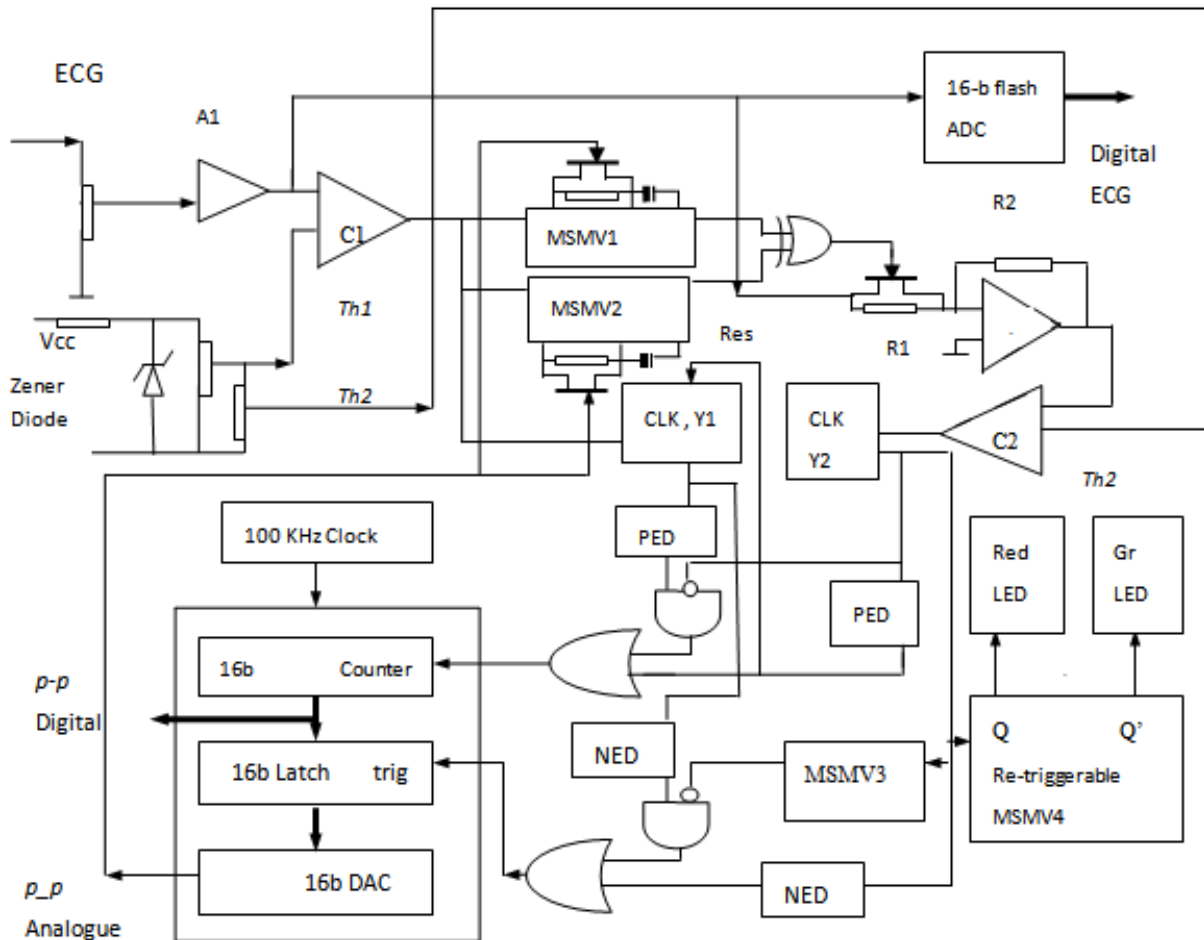 ECG
A1
16-b flash
ADC
Digital
ECG
R2
C1
MSMV1
MSMV2
Th1
Vcc
Zener
Diode
Th2
Res
R1
CLK , Y1
CLK
Y2
C2
Th2
100 KHz Clock
PED
PED
Red
LED
Gr
LED
16b Counter
p-p
Digital
16b Latch trig
NED
MSMV3
Q Q'
Re-triggerable
MSMV4
16b DAC
NED
p_p
Analogue